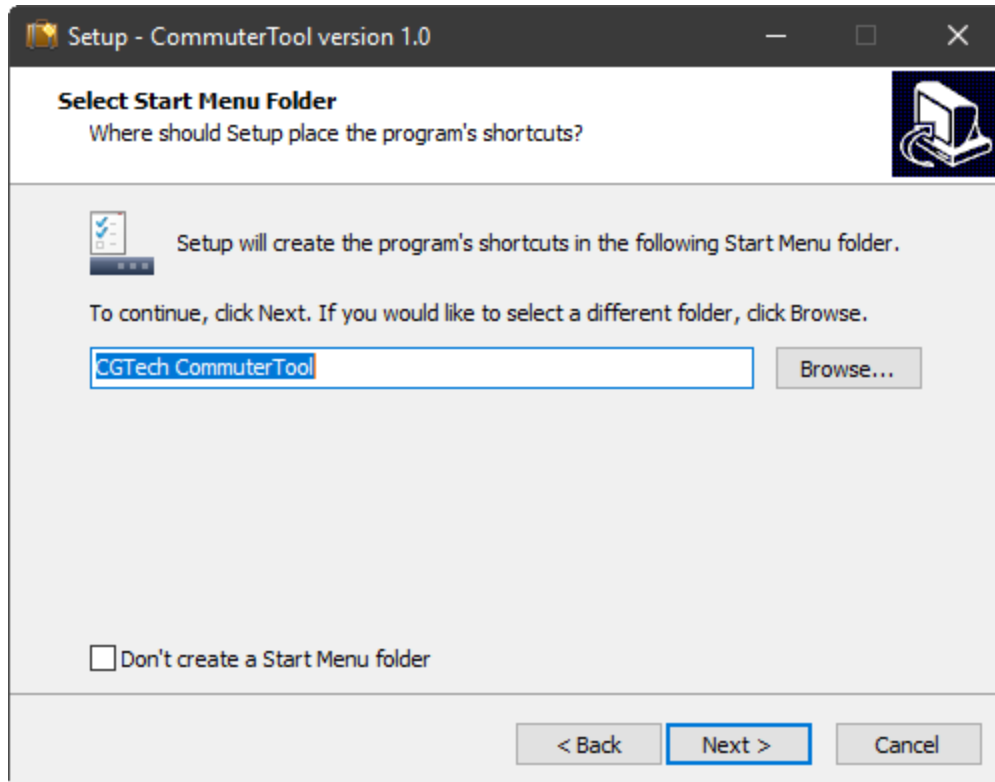 Setup - CommuterTool version 1.0
Select Start Menu Folder
Where should Setup place the program's shortcuts?
Setup will create the program's shortcuts in the following Start Menu folder.
To continue, click Next. If you would like to select a different folder, click Browse.
CGTech CommuterTool
Browse...
Don't create a Start Menu folder
< Back
Next >
Cancel